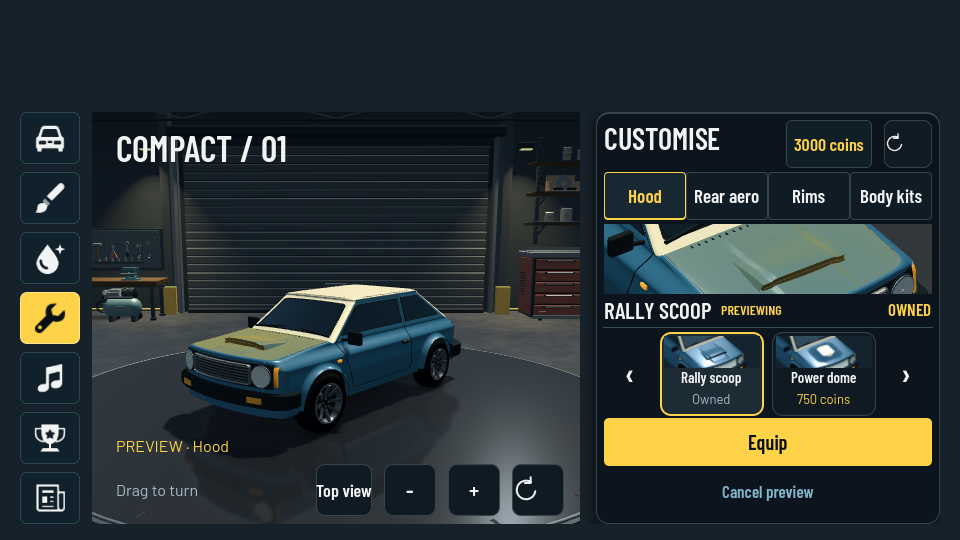 COMPACT / 01
PREVIEW · Hood
Drag to turn
Top view
-
+
CUSTOMISE
3000 coins
Hood
Rear aero
Rims
Body kits
RALLY SCOOP
PREVIEWING
OWNED
‹
Rally scoop
Owned
Power dome
750 coins
›
Equip
Cancel preview